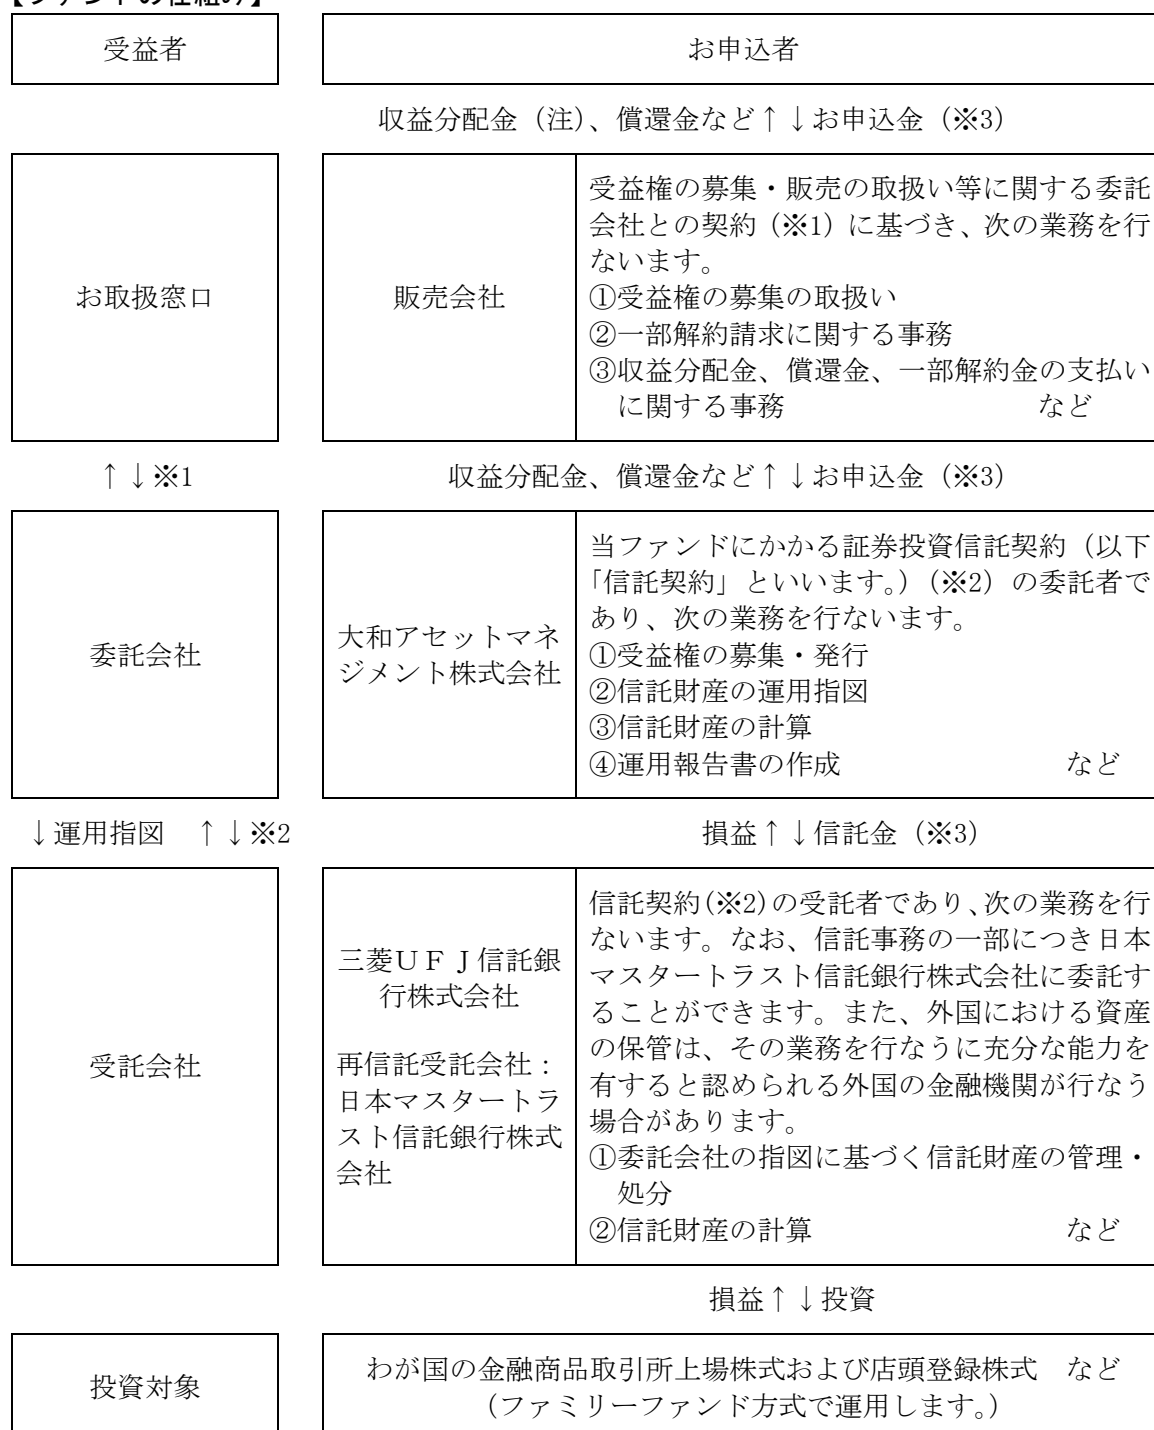 【ファンドの仕組み】
受益者
お申込者
収益分配金（注）、償還金など↑↓お申込金（※3）
お取扱窓口
販売会社
受益権の募集・販売の取扱い等に関する委託
会社との契約（※1）に基づき、次の業務を行
ないます。
①受益権の募集の取扱い
②一部解約請求に関する事務
③収益分配金、償還金、一部解約金の支払い
に関する事務　など
↑↓※1
収益分配金、償還金など↑↓お申込金（※3）
委託会社
大和アセットマネ
ジメント株式会社
当ファンドにかかる証券投資信託契約（以下
「信託契約」といいます。）（※2）の委託者で
あり、次の業務を行ないます。
①受益権の募集・発行
②信託財産の運用指図
③信託財産の計算
④運用報告書の作成　など
↓運用指図　↑↓※2
損益↑↓信託金（※3）
受託会社
三菱ＵＦＪ信託銀
行株式会社
再信託受託会社：
日本マスタートラ
スト信託銀行株式
会社
信託契約(※2)の受託者であり、次の業務を行
ないます。なお、信託事務の一部につき日本
マスタートラスト信託銀行株式会社に委託す
ることができます。また、外国における資産
の保管は、その業務を行なうに充分な能力を
有すると認められる外国の金融機関が行なう
場合があります。
①委託会社の指図に基づく信託財産の管理・
処分
②信託財産の計算　など
損益↑↓投資
投資対象
わが国の金融商品取引所上場株式および店頭登録株式　など
（ファミリーファンド方式で運用します。）